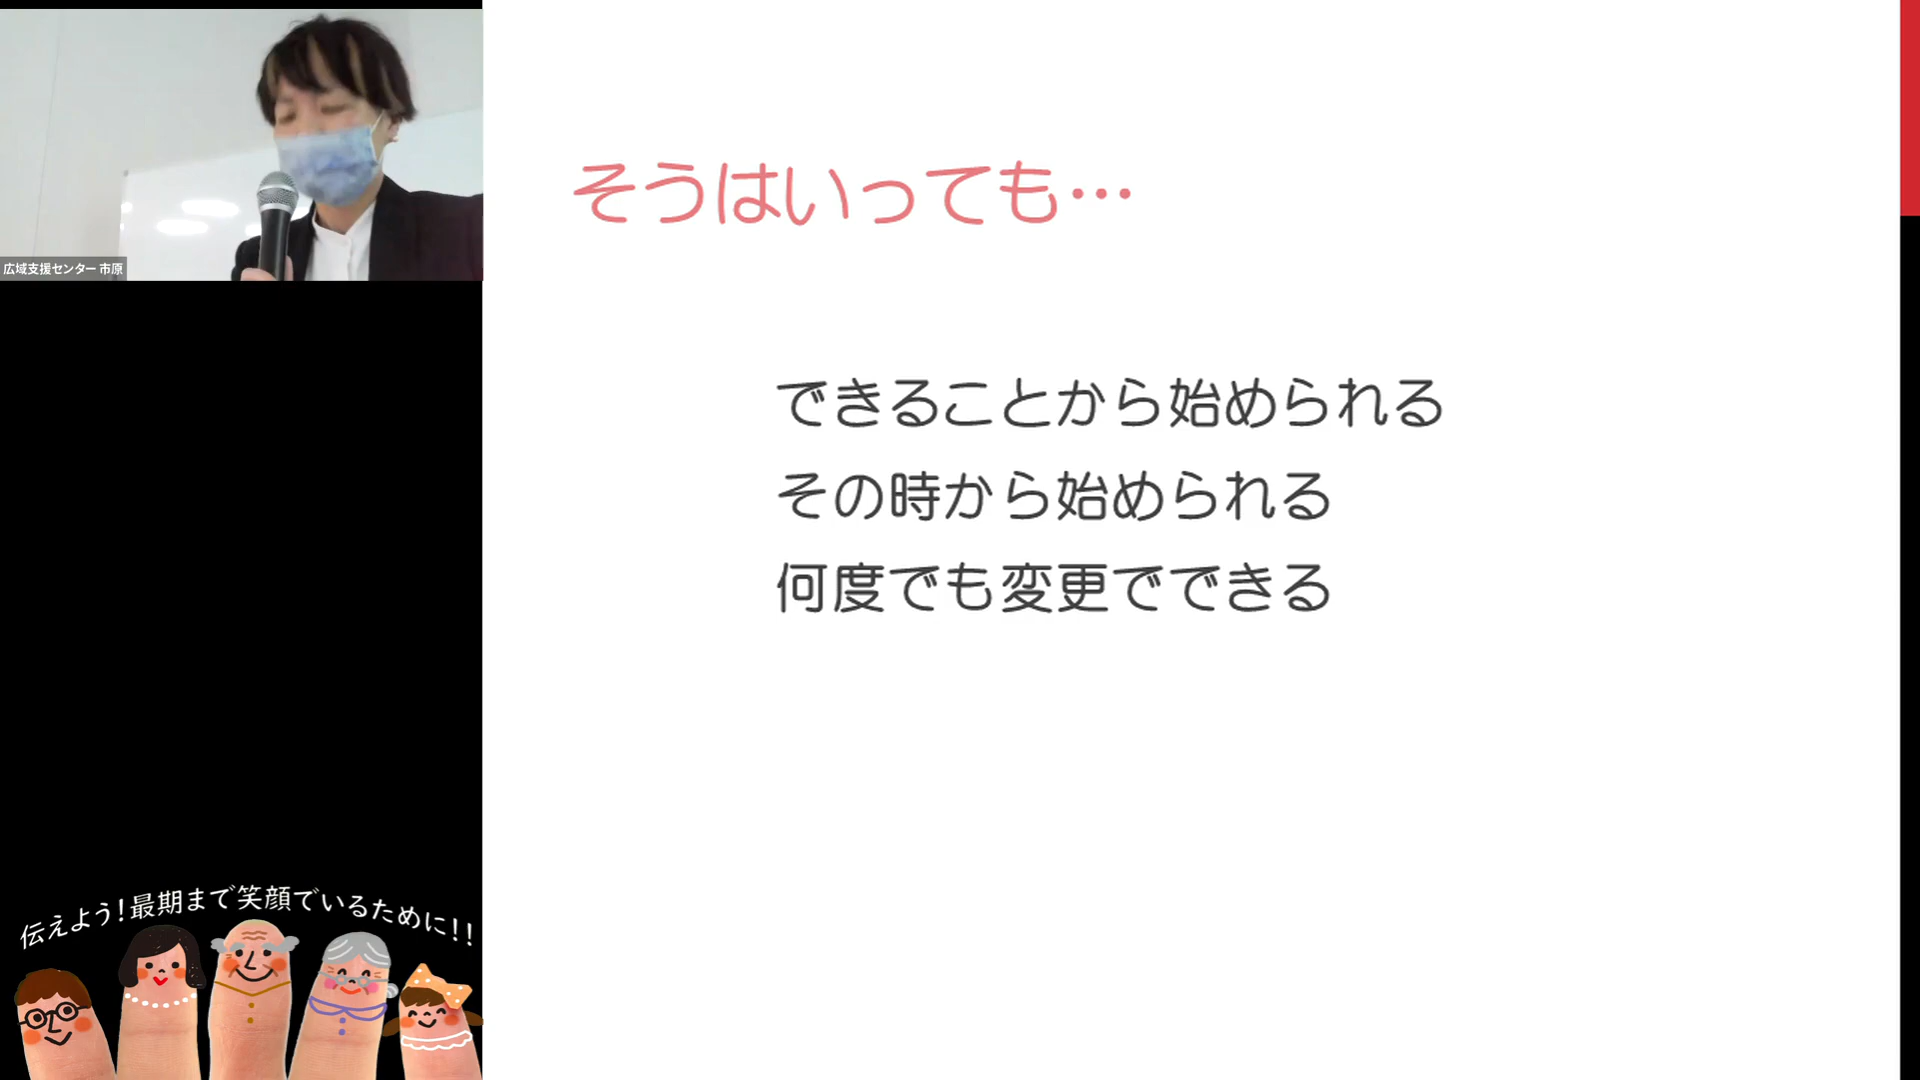 広域支援センター 市原
そうはいっても…
できることから始められる
その時から始められる
何度でも変更でできる
伝えよう!最期まで笑顔でいるために!!